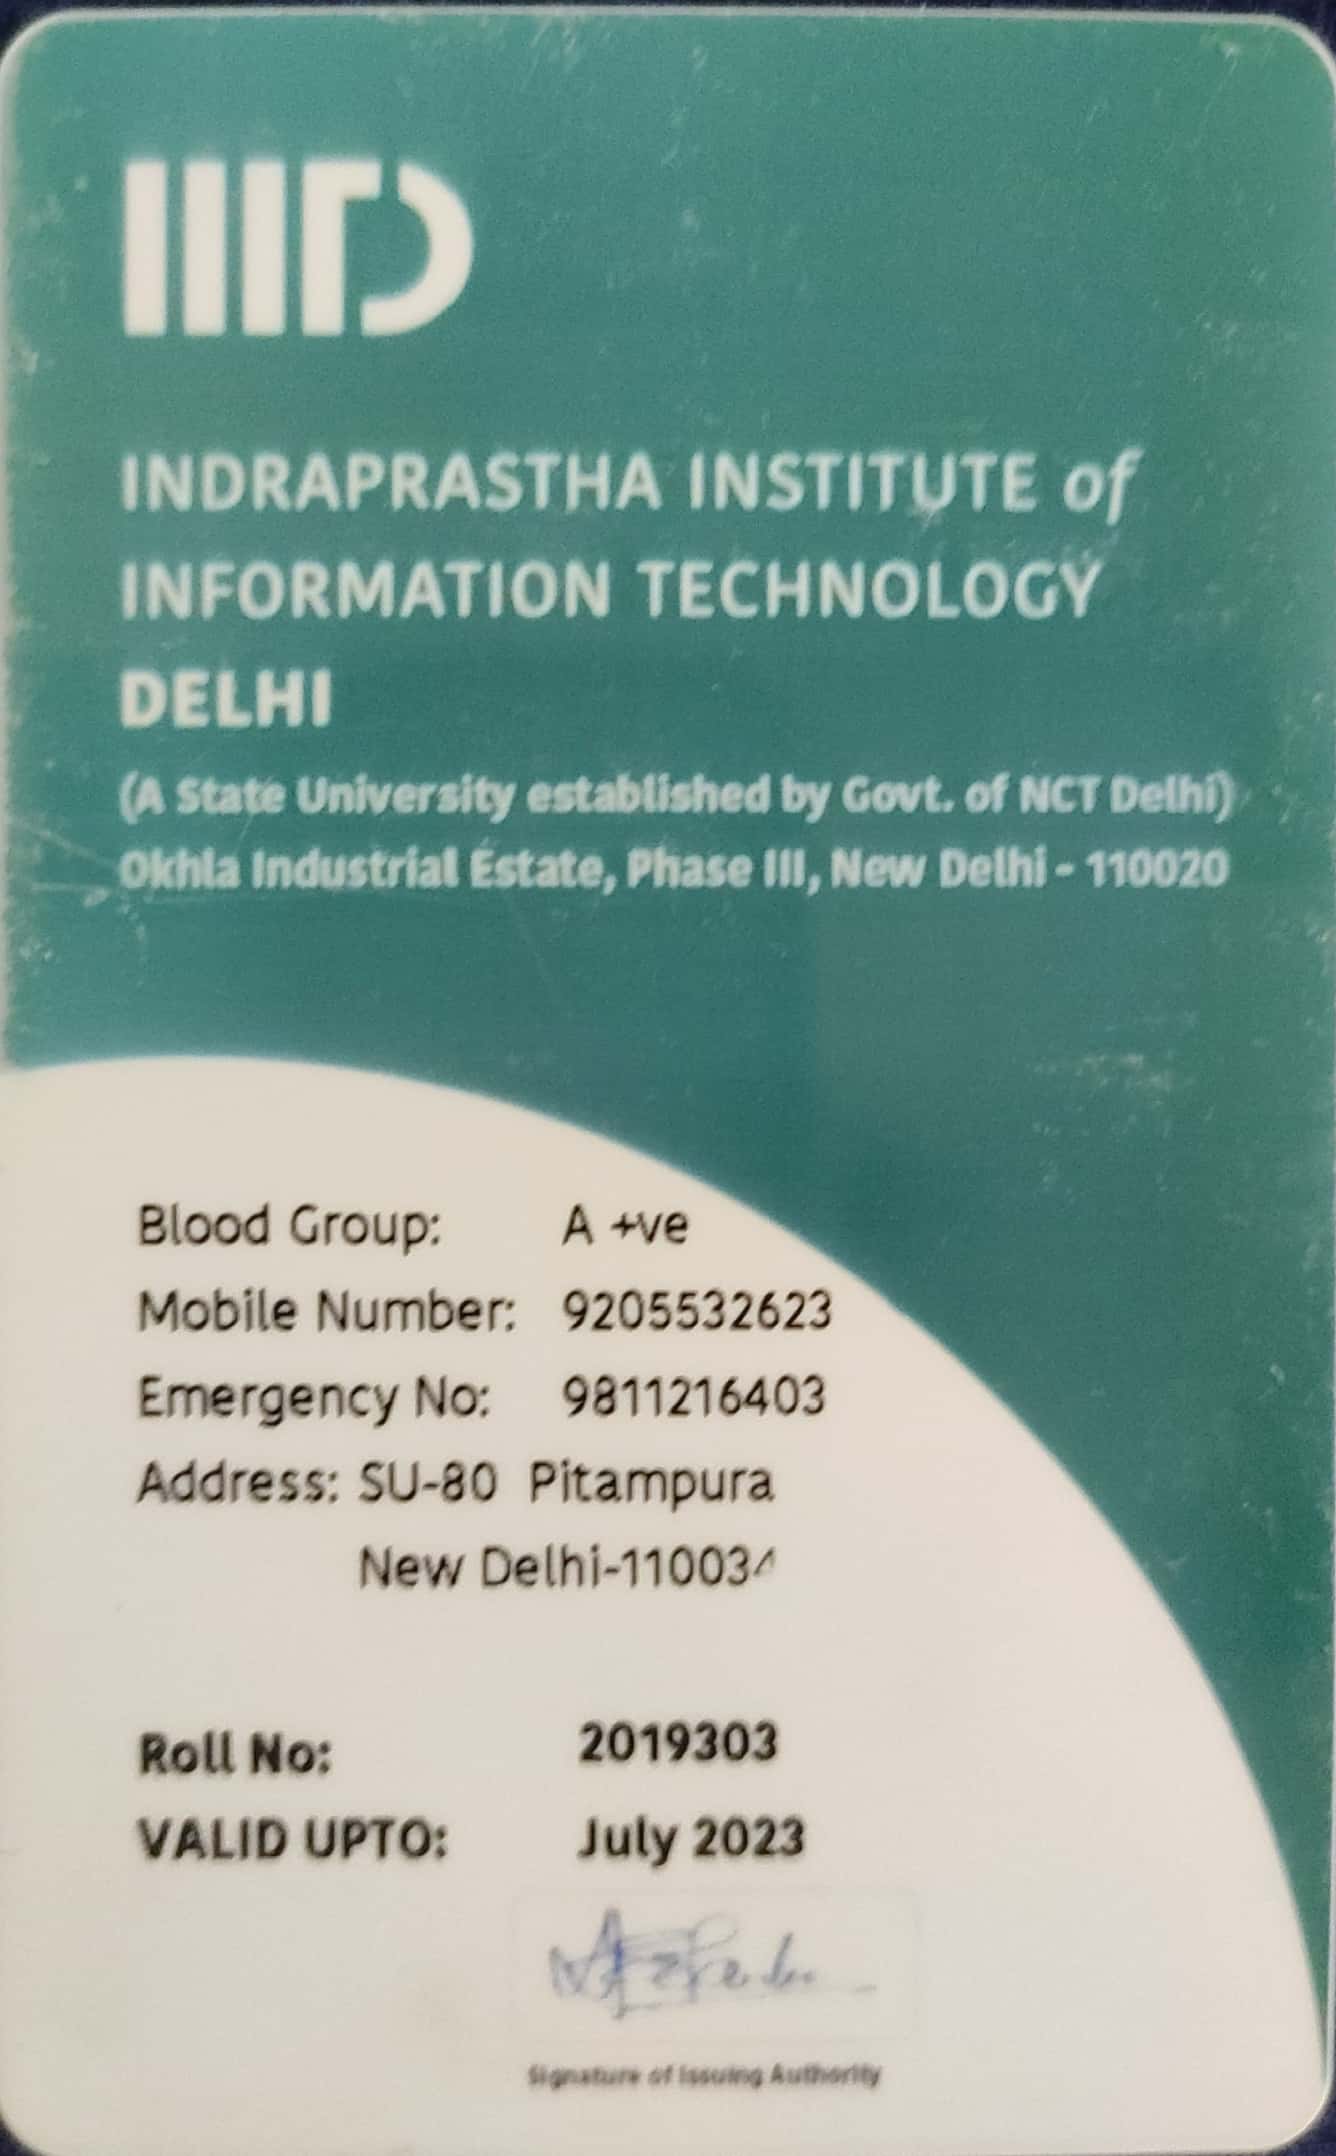 IIITD
INDRAPRASTHA INSTITUTE of
INFORMATION TECHNOLOGY
DELHI
(A State University established by Govt. of NCT Delhi)
Okhla Industrial Estate, Phase III, New Delhi - 110020
Blood Group: A +ve
Mobile Number: 9205532623
Emergency No: 9811216403
Address: SU-80 Pitampura
New Delhi-110034
Roll No: 2019303
VALID UPTO: July 2023
Signature of Issuing Authority